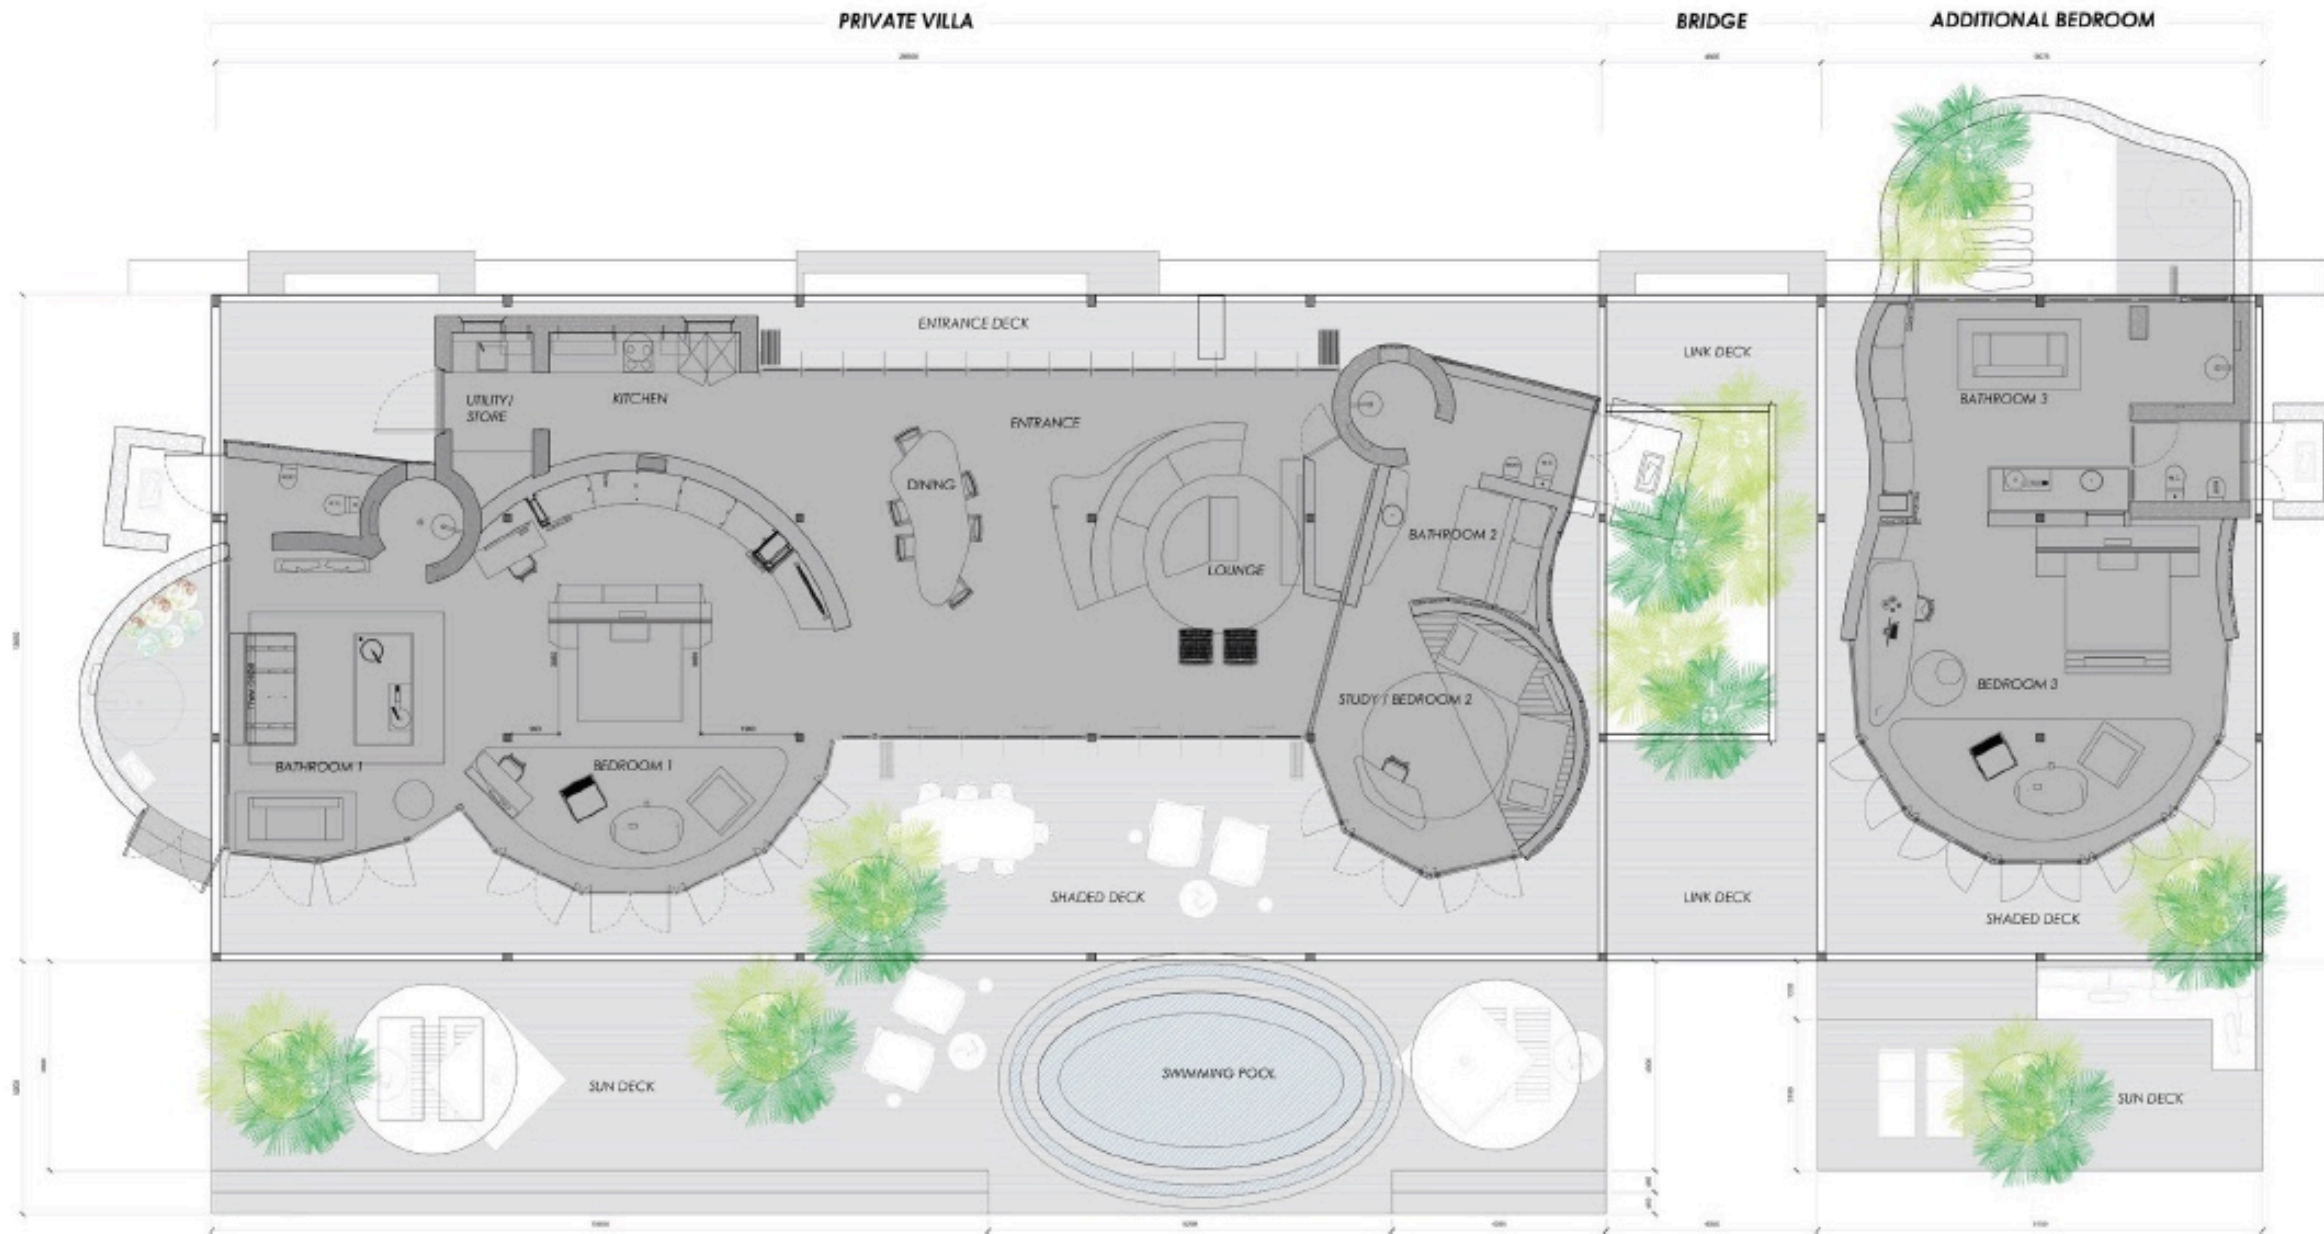 PRIVATE VILLA
BRIDGE
ADDITIONAL BEDROOM
ENTRANCE DECK
LINK DECK
UTILITY/
STORE
KITCHEN
ENTRANCE
BATHROOM 3
DINING
BATHROOM 2
LOUNGE
BEDROOM 3
STUDY / BEDROOM 2
BATHROOM 1
BEDROOM 1
SHADED DECK
LINK DECK
SHADED DECK
SWIMMING POOL
SUN DECK
SUN DECK